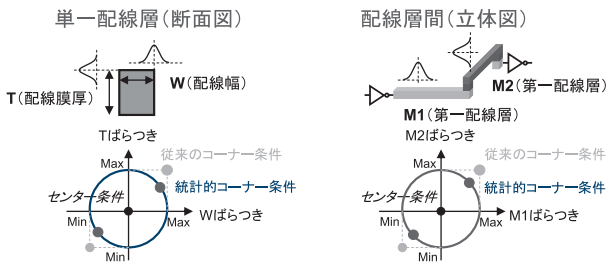 単一配線層（断面図）
T（配線膜厚）
W（配線幅）
Tばらつき
Max
従来のコーナー条件
統計的コーナー条件
センター条件
Min
Max
Wばらつき
Min
配線層間（立体図）
M2（第一配線層）
M1（第一配線層）
M2ばらつき
Max
従来のコーナー条件
統計的コーナー条件
センター条件
Min
Max
M1ばらつき
Min